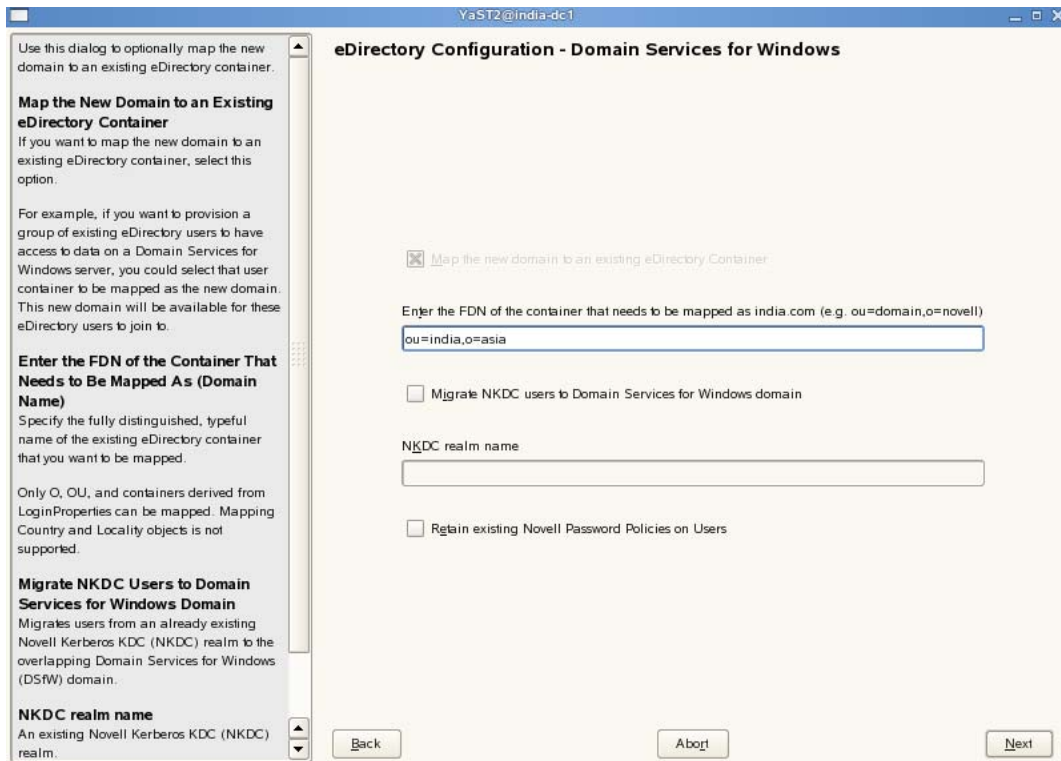 YaST2@india-dc1
Use this dialog to optionally map the new
domain to an existing eDirectory container.
Map the New Domain to an Existing
eDirectory Container
If you want to map the new domain to an
existing eDirectory container, select this
option.
For example, if you want to provision a
group of existing eDirectory users to have
access to data on a Domain Services for
Windows server, you could select that user
container to be mapped as the new domain.
This new domain will be available for these
eDirectory users to join to.
Enter the FDN of the Container That
Needs to Be Mapped As (Domain
Name)
Specify the fully distinguished, typeful
name of the existing eDirectory container
that you want to be mapped.
Only O, OU, and containers derived from
LoginProperties can be mapped. Mapping
Country and Locality objects is not
supported.
Migrate NKDC Users to Domain
Services for Windows Domain
Migrates users from an already existing
Novell Kerberos KDC (NKDC) realm to the
overlapping Domain Services for Windows
(DSfW) domain.
NKDC realm name
An existing Novell Kerberos KDC (NKDC)
realm.
eDirectory Configuration - Domain Services for Windows
Map the new domain to an existing eDirectory Container
Enter the FDN of the container that needs to be mapped as india.com (e.g. ou=domain,o=novell)
ou=india,o=asia
Migrate NKDC users to Domain Services for Windows domain
NKDC realm name
Retain existing Novell Password Policies on Users
Back
Abort
Next